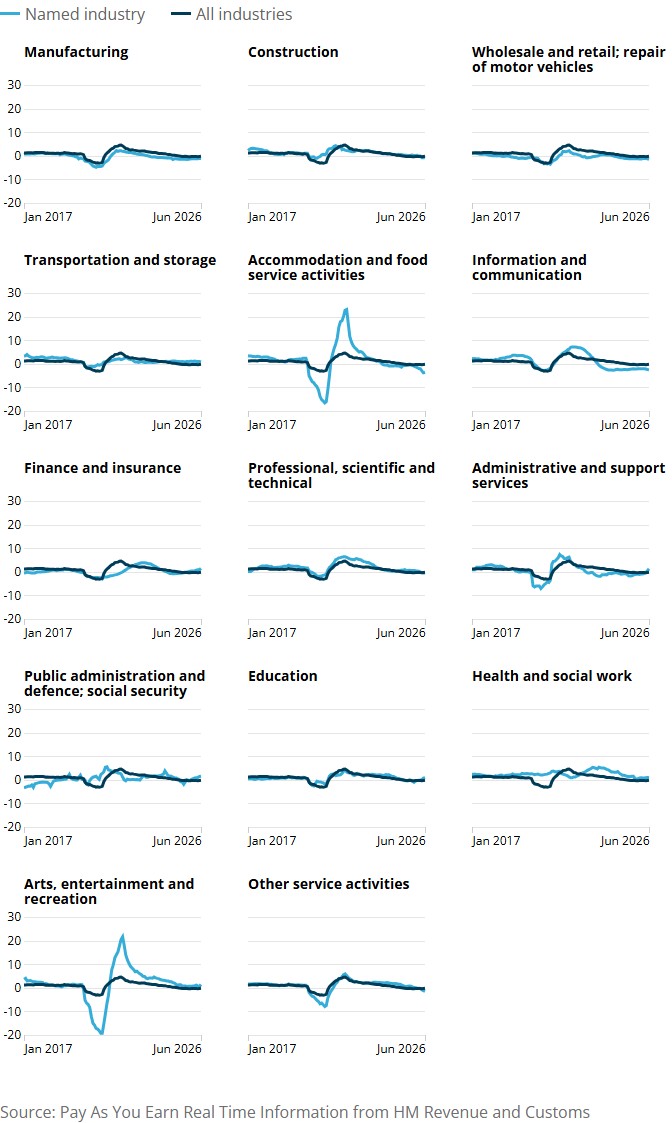 Named industry All industries
Manufacturing
30
20
10
0
-10
-20
Jan 2017 Jun 2026
Construction
Jan 2017 Jun 2026
Wholesale and retail; repair
of motor vehicles
Jan 2017 Jun 2026
Transportation and storage
30
20
10
0
-10
-20
Jan 2017 Jun 2026
Accommodation and food
service activities
Jan 2017 Jun 2026
Information and
communication
Jan 2017 Jun 2026
Finance and insurance
30
20
10
0
-10
-20
Jan 2017 Jun 2026
Professional, scientific and
technical
Jan 2017 Jun 2026
Administrative and support
services
Jan 2017 Jun 2026
Public administration and
defence; social security
30
20
10
0
-10
-20
Jan 2017 Jun 2026
Education
Jan 2017 Jun 2026
Health and social work
Jan 2017 Jun 2026
Arts, entertainment and
recreation
30
20
10
0
-10
-20
Jan 2017 Jun 2026
Other service activities
Jan 2017 Jun 2026
Source: Pay As You Earn Real Time Information from HM Revenue and Customs